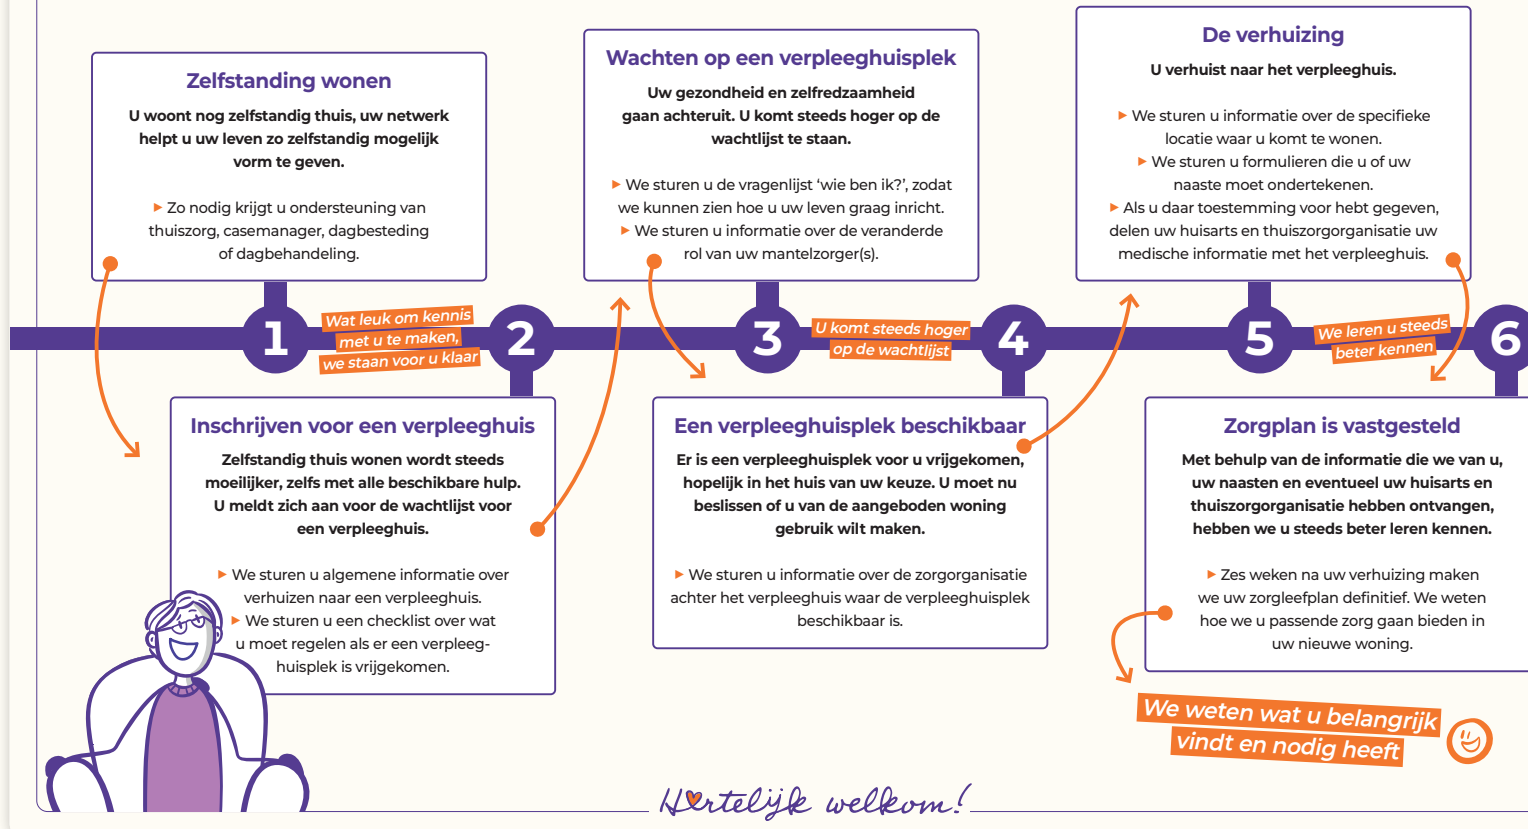 Zelfstanding wonen
U woont nog zelfstandig thuis, uw netwerk
helpt u uw leven zo zelfstandig mogelijk
vorm te geven.
► Zo nodig krijgt u ondersteuning van
thuiszorg, casemanager, dagbesteding
of dagbehandeling.
1
Wat leuk om kennis
met u te maken,
we staan voor u klaar
2
Inschrijven voor een verpleeghuis
Zelfstandig thuis wonen wordt steeds
moeilijker, zelfs met alle beschikbare hulp.
U meldt zich aan voor de wachtlijst voor
een verpleeghuis.
► We sturen u algemene informatie over
verhuizen naar een verpleeghuis.
► We sturen u een checklist over wat
u moet regelen als er een verpleeg-
huisplek is vrijgekomen.
Wachten op een verpleeghuisplek
Uw gezondheid en zelfredzaamheid
gaan achteruit. U komt steeds hoger op de
wachtlijst te staan.
► We sturen u de vragenlijst ‘wie ben ik?’, zodat
we kunnen zien hoe u uw leven graag inricht.
► We sturen u informatie over de veranderde
rol van uw mantelzorger(s).
3
U komt steeds hoger
op de wachtlijst
4
Een verpleeghuisplek beschikbaar
Er is een verpleeghuisplek voor u vrijgekomen,
hopelijk in het huis van uw keuze. U moet nu
beslissen of u van de aangeboden woning
gebruik wilt maken.
► We sturen u informatie over de zorgorganisatie
achter het verpleeghuis waar de verpleeghuisplek
beschikbaar is.
De verhuizing
U verhuist naar het verpleeghuis.
► We sturen u informatie over de specifieke
locatie waar u komt te wonen.
► We sturen u formulieren die u of uw
naaste moet ondertekenen.
► Als u daar toestemming voor hebt gegeven,
delen uw huisarts en thuiszorgorganisatie uw
medische informatie met het verpleeghuis.
5
We leren u steeds
beter kennen
6
Zorgplan is vastgesteld
Met behulp van de informatie die we van u,
uw naasten en eventueel uw huisarts en
thuiszorgorganisatie hebben ontvangen,
hebben we u steeds beter leren kennen.
► Zes weken na uw verhuizing maken
we uw zorgleefplan definitief. We weten
hoe we u passende zorg gaan bieden in
uw nieuwe woning.
We weten wat u belangrijk
vindt en nodig heeft
Hartelijk welkom!